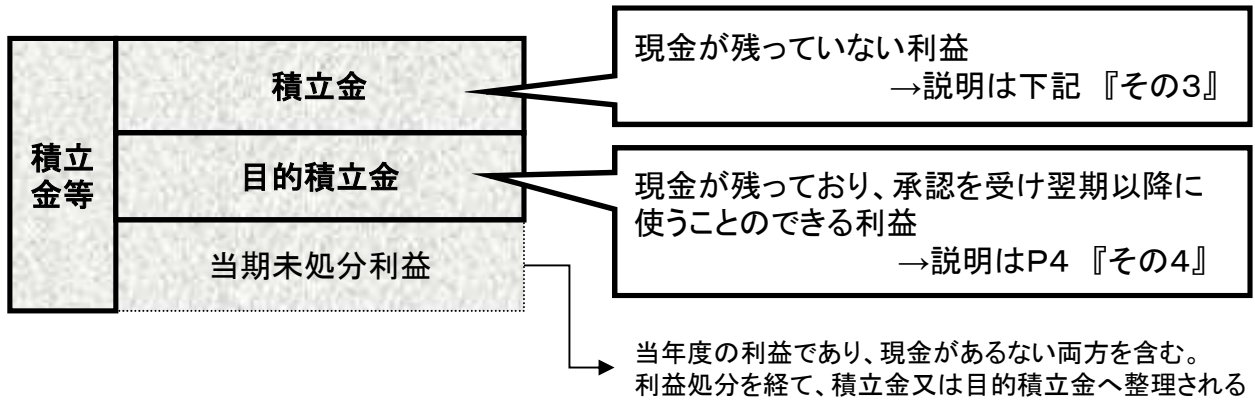 積立
金等
積立金
目的積立金
当期未処分利益
現金が残っていない利益
→説明は下記 『その3』
現金が残っており、承認を受け翌期以降に
使うことのできる利益
→説明はP4 『その4』
当年度の利益であり、現金があるない両方を含む。
利益処分を経て、積立金又は目的積立金へ整理される